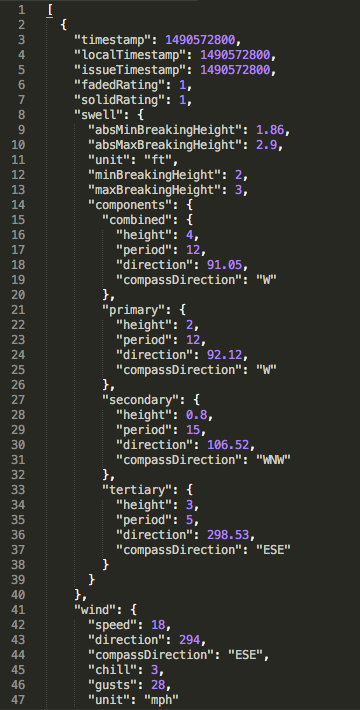 1 [
2 {
3 "timestamp": 1490572800,
4 "localTimestamp": 1490572800,
5 "issueTimestamp": 1490572800,
6 "fadedRating": 1,
7 "solidRating": 1,
8 "swell": {
9 "absMinBreakingHeight": 1.86,
10 "absMaxBreakingHeight": 2.9,
11 "unit": "ft",
12 "minBreakingHeight": 2,
13 "maxBreakingHeight": 3,
14 "components": {
15 "combined": {
16 "height": 4,
17 "period": 12,
18 "direction": 91.05,
19 "compassDirection": "W"
20 },
21 "primary": {
22 "height": 2,
23 "period": 12,
24 "direction": 92.12,
25 "compassDirection": "W"
26 },
27 "secondary": {
28 "height": 0.8,
29 "period": 15,
30 "direction": 106.52,
31 "compassDirection": "WNW"
32 },
33 "tertiary": {
34 "height": 3,
35 "period": 5,
36 "direction": 298.53,
37 "compassDirection": "ESE"
38 }
39 }
40 },
41 "wind": {
42 "speed": 18,
43 "direction": 294,
44 "compassDirection": "ESE",
45 "chill": 3,
46 "gusts": 28,
47 "unit": "mph"